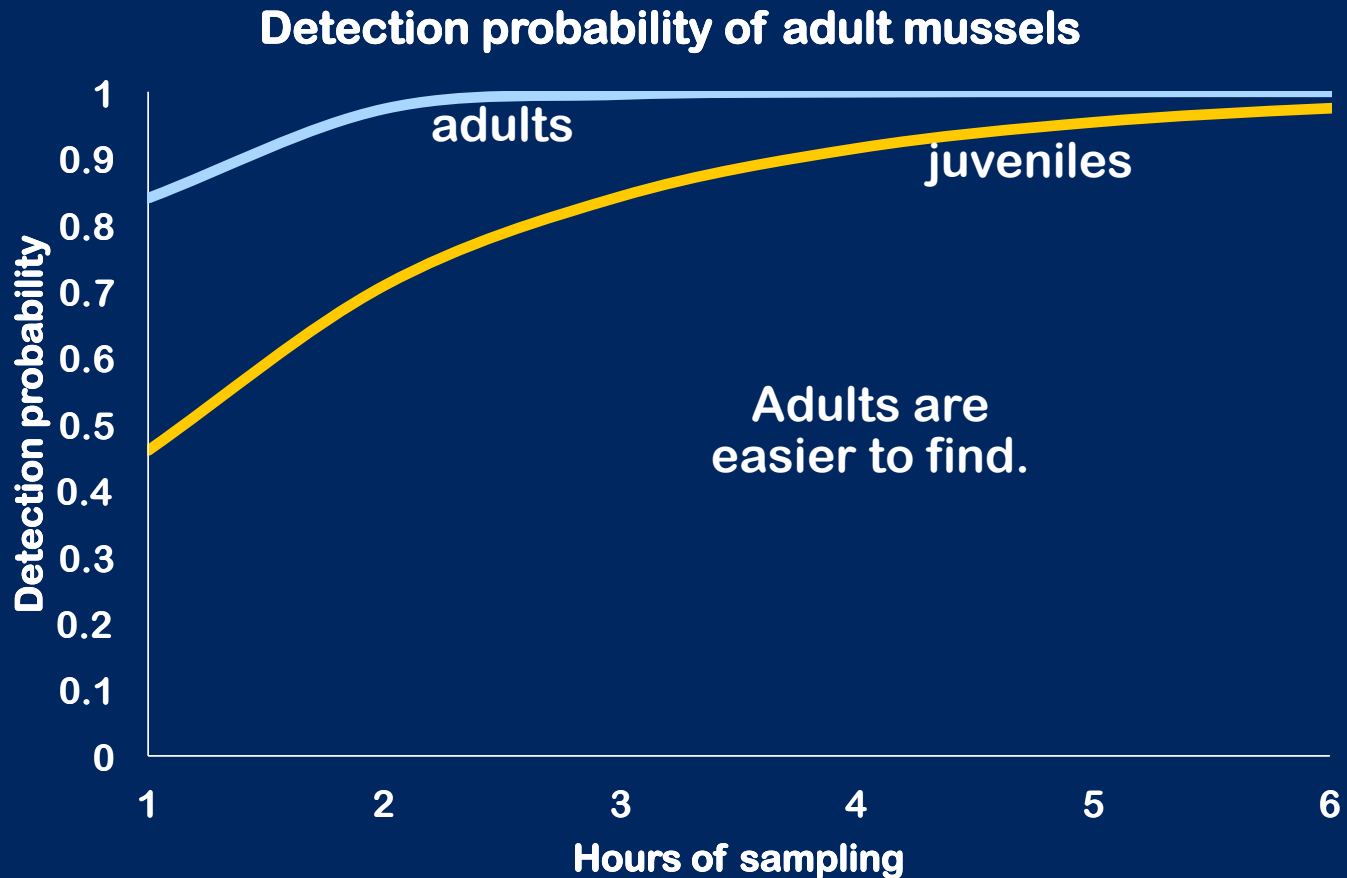 Detection probability of adult mussels
1
0.9
0.8
0.7
0.6
0.5
0.4
0.3
0.2
0.1
0
Detection probability
adults
juveniles
Adults are
easier to find.
1 2 3 4 5 6
Hours of sampling